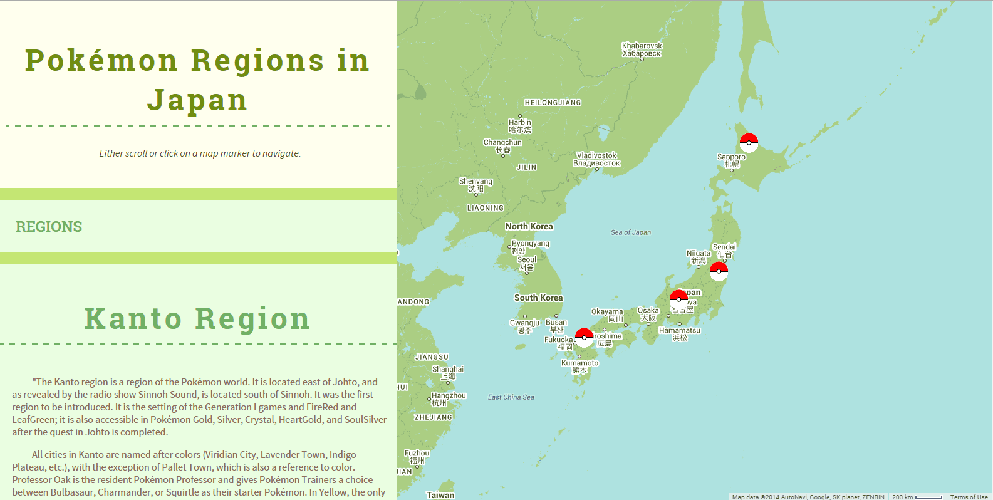 Pokémon Regions in
Japan
Either scroll or click on a map marker to navigate.
REGIONS
Kanto Region
"The Kanto region is a region of the Pokémon world. It is located east of Johto, and
as revealed by the radio show Sinnoh Sound, is located south of Sinnoh. It was the first
region to be introduced. It is the setting of the Generation I games and FireRed and
LeafGreen; it is also accessible in Pokémon Gold, Silver, Crystal, HeartGold, and SoulSilver
after the quest in Johto is completed.
All cities in Kanto are named after colors (Viridian City, Lavender Town, Indigo
Plateau, etc.), with the exception of Pallet Town, which is also a reference to color.
Professor Oak is the resident Pokémon Professor and gives Pokémon Trainers a choice
between Bulbasaur, Charmander, or Squirtle as their starter Pokémon. In Yellow, the only
Khabarovsk
Хабаровск
HEILONGJIANG
Harbin
哈尔滨
Changchun
长春
JILIN
Vladivostok
Владивосток
Sapporo
札幌
Shenyang
沈阳
LIAONING
North Korea
Pyongyang
평양
Seoul
서울
Sea of Japan
Sendai
仙台
Niigata
新潟
South Korea
ANDONG
pan
Okayama
岡山
Osaka
大阪
Hamamatsu
浜松
Gwangju
광주
Busan
부산
Fukuoka
福岡
Kumamoto
熊本
JIANGSU
Shanghai
上海
Hangzhou
杭州
East China Sea
ZHEJIANG
Fuzhou
福州
Taiwan
Map data ©2014 AutoNavi, Google, SK planet, ZENRIN
200 km
Terms of Use